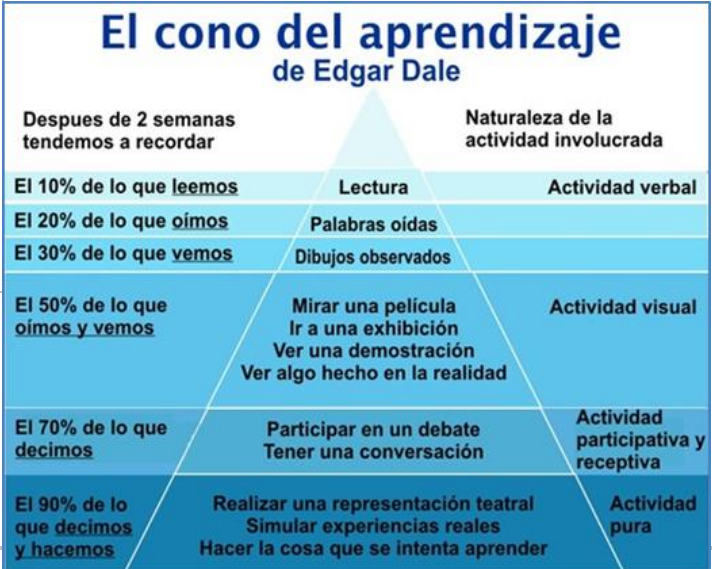 El cono del aprendizaje
de Edgar Dale
Despues de 2 semanas
tendemos a recordar
Naturaleza de la
actividad involucrada
El 10% de lo que leemos
Lectura
Actividad verbal
El 20% de lo que oímos
Palabras oídas
El 30% de lo que vemos
Dibujos observados
El 50% de lo que
oímos y vemos
Mirar una película
Ir a una exhibición
Ver una demostración
Ver algo hecho en la realidad
Actividad visual
El 70% de lo que
decimos
Participar en un debate
Tener una conversación
Actividad
participativa y
receptiva
El 90% de lo
que decimos
y hacemos
Realizar una representación teatral
Simular experiencias reales
Hacer la cosa que se intenta aprender
Actividad
pura